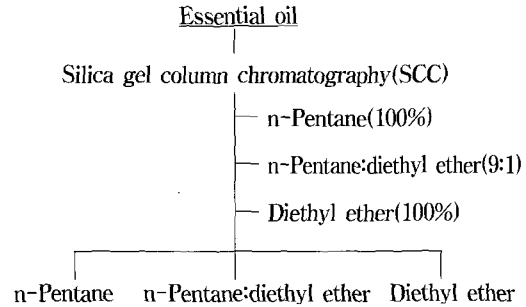 Essential oil
Silica gel column chromatography(SCC)
n-Pentane(100%)
n-Pentane:diethyl ether(9:1)
Diethyl ether(100%)
n-Pentane n-Pentane:diethyl ether Diethyl ether